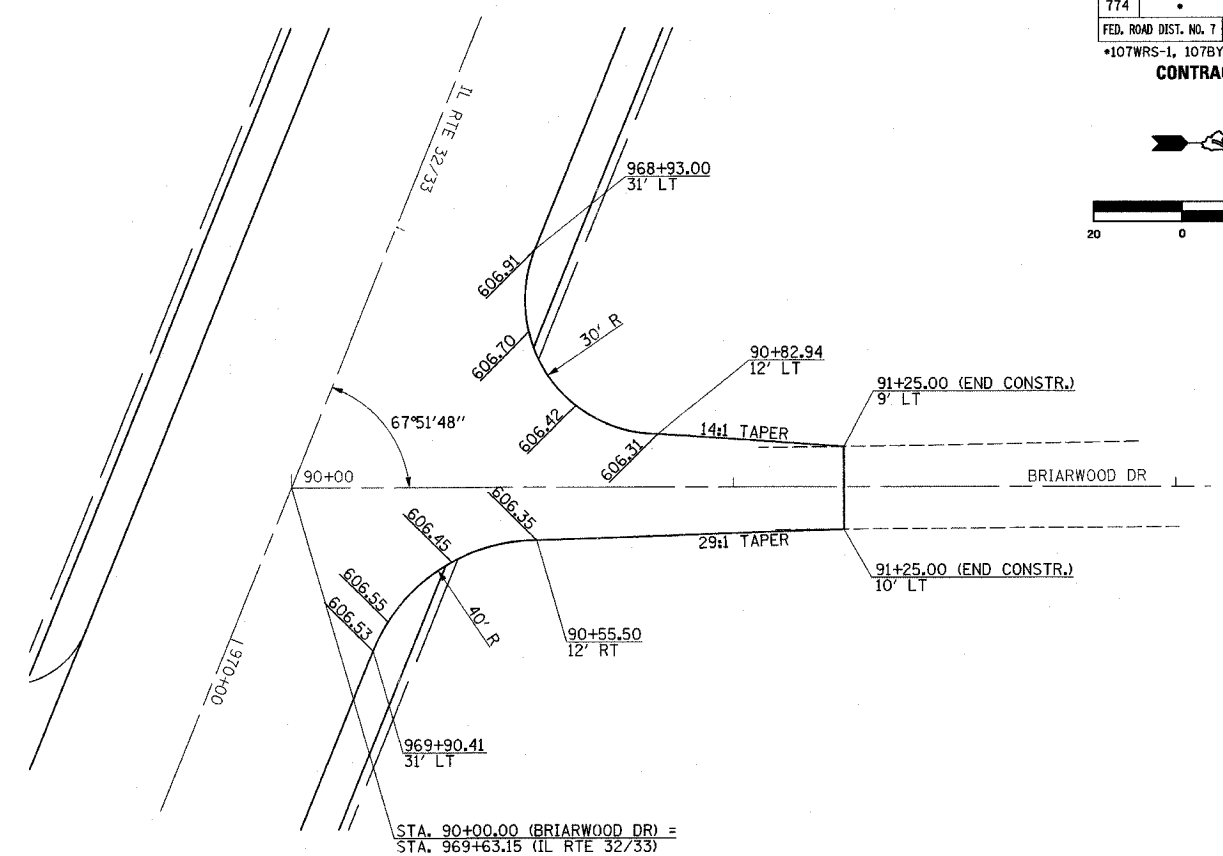 774 •
FED. ROAD DIST. NO. 7
*107WRS-1, 107BY
CONTRA
20 0
IL RTE 32/33
968+93.00
31' LT
606.91
606.70
30' R
606.42
90+82.94
12' LT
91+25.00 (END CONSTR.)
9' LT
67°51'48"
14:1 TAPER
606.31
90+00
BRIARWOOD DR
606.35
606.45
29:1 TAPER
91+25.00 (END CONSTR.)
10' LT
606.55
606.53
40' R
90+55.50
12' RT
970+00
969+90.41
31' LT
STA. 90+00.00 (BRIARWOOD DR) =
STA. 969+63.15 (IL RTE 32/33)